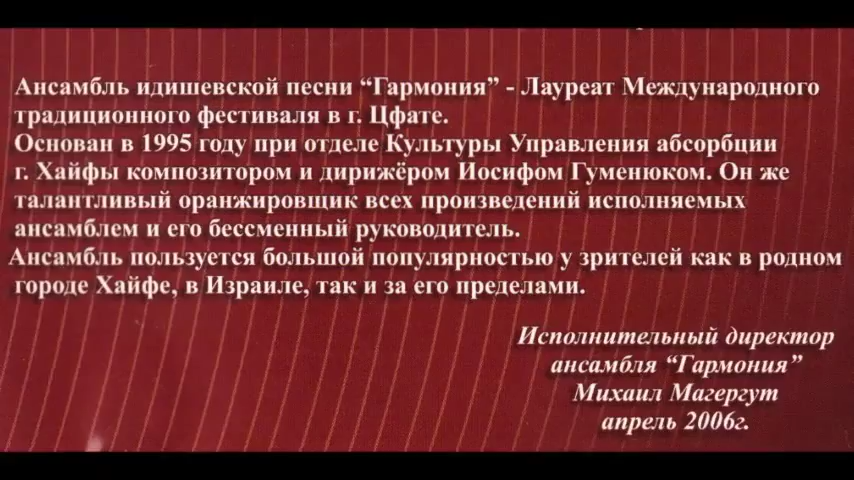 Ансамбль идишевской песни “Гармония” - Лауреат Международного
традиционного фестиваля в г. Цфате.
Основан в 1995 году при отделе Культуры Управления абсорбции
г. Хайфы композитором и дирижёром Иосифом Гуменюком. Он же
талантливый оранжировщик всех произведений исполняемых
ансамблем и его бессменный руководитель.
Ансамбль пользуется большой популярностью у зрителей как в родном
городе Хайфе, в Израиле, так и за его пределами.
Исполнительный директор
ансамбля “Гармония”
Михаил Магергут
апрель 2006г.